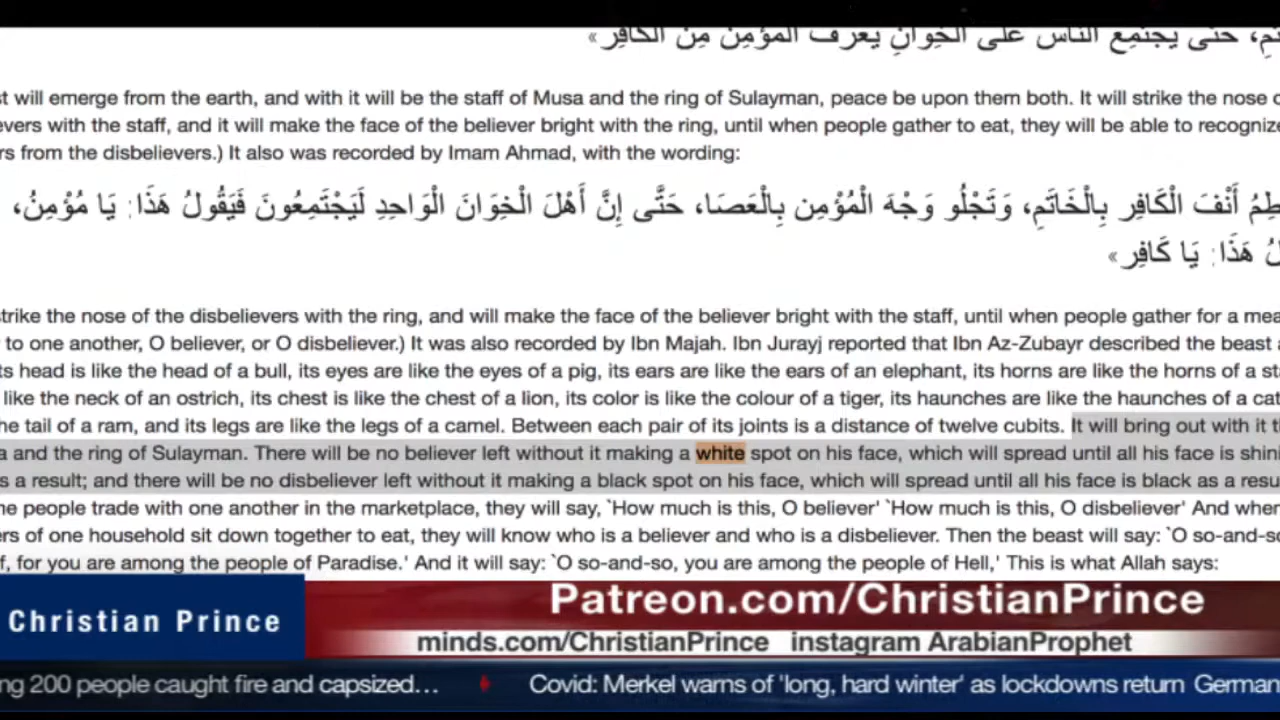 حَتَّى يَجْتَمِعَ النَّاسُ عَلَى الْخِوَانِ يُعْرَفُ الْمُؤْمِنُ مِنَ الْكَافِرِ»
t will emerge from the earth, and with it will be the staff of Musa and the ring of Sulayman, peace be upon them both. It will strike the nose
evers with the staff, and it will make the face of the believer bright with the ring, until when people gather to eat, they will be able to recognize
rs from the disbelievers.) It also was recorded by Imam Ahmad, with the wording:
أَنْفَ الْكَافِرِ بِالْخَاتَمِ، وَتَجْلُو وَجْهَ الْمُؤْمِنِ بِالْعَصَا، حَتَّى إِنَّ أَهْلَ الْخِوَانَ الْوَاحِدِ لَيَجْتَمِعُونَ فَيَقُولُ هَذَا: يَا مُؤْمِنُ،
هَذَا: يَا كَافِر»
trike the nose of the disbelievers with the ring, and will make the face of the believer bright with the staff, until when people gather for a mea
to one another, O believer, or O disbeliever.) It was also recorded by Ibn Majah. Ibn Jurayj reported that Ibn Az-Zubayr described the beast
ts head is like the head of a bull, its eyes are like the eyes of a pig, its ears are like the ears of an elephant, its horns are like the horns of a st
like the neck of an ostrich, its chest is like the chest of a lion, its color is like the colour of a tiger, its haunches are like the haunches of a cat
he tail of a ram, and its legs are like the legs of a camel. Between each pair of its joints is a distance of twelve cubits. It will bring out with it t
a and the ring of Sulayman. There will be no believer left without it making a white spot on his face, which will spread until all his face is shini
s a result; and there will be no disbeliever left without it making a black spot on his face, which will spread until all his face is black as a resu
he people trade with one another in the marketplace, they will say, `How much is this, O believer' `How much is this, O disbeliever' And when
ers of one household sit down together to eat, they will know who is a believer and who is a disbeliever. Then the beast will say: `O so-and-so
f, for you are among the people of Paradise.' And it will say: `O so-and-so, you are among the people of Hell,' This is what Allah says:
Christian Prince
Patreon.com/ChristianPrince
minds.com/ChristianPrince instagram ArabianProphet
ng 200 people caught fire and capsized... Covid: Merkel warns of 'long, hard winter' as lockdowns return German